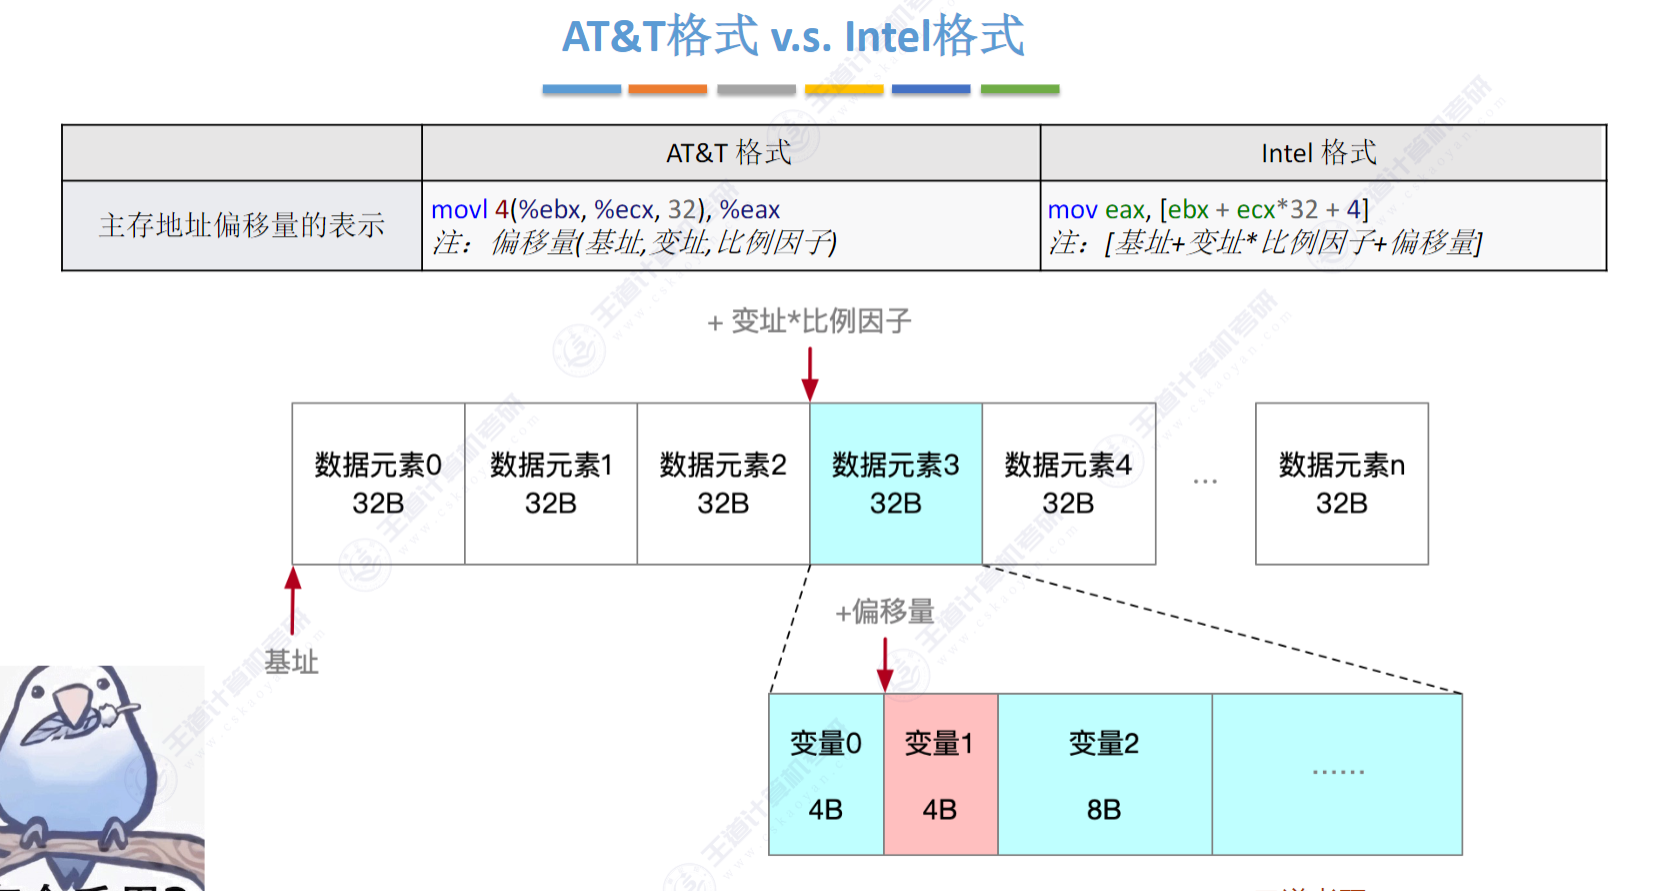 AT&T格式 v.s. Intel格式
AT&T 格式
Intel 格式
主存地址偏移量的表示
movl 4(%ebx, %ecx, 32), %eax
注：偏移量(基址,变址,比例因子)
mov eax, [ebx + ecx*32 + 4]
注：[基址+变址*比例因子+偏移量]
+ 变址*比例因子
数据元素0
32B
数据元素1
32B
数据元素2
32B
数据元素3
32B
数据元素4
32B
...
数据元素n
32B
基址
+偏移量
变量0
4B
变量1
4B
变量2
8B
......
王道计算机考研
www.cskaoyan.com